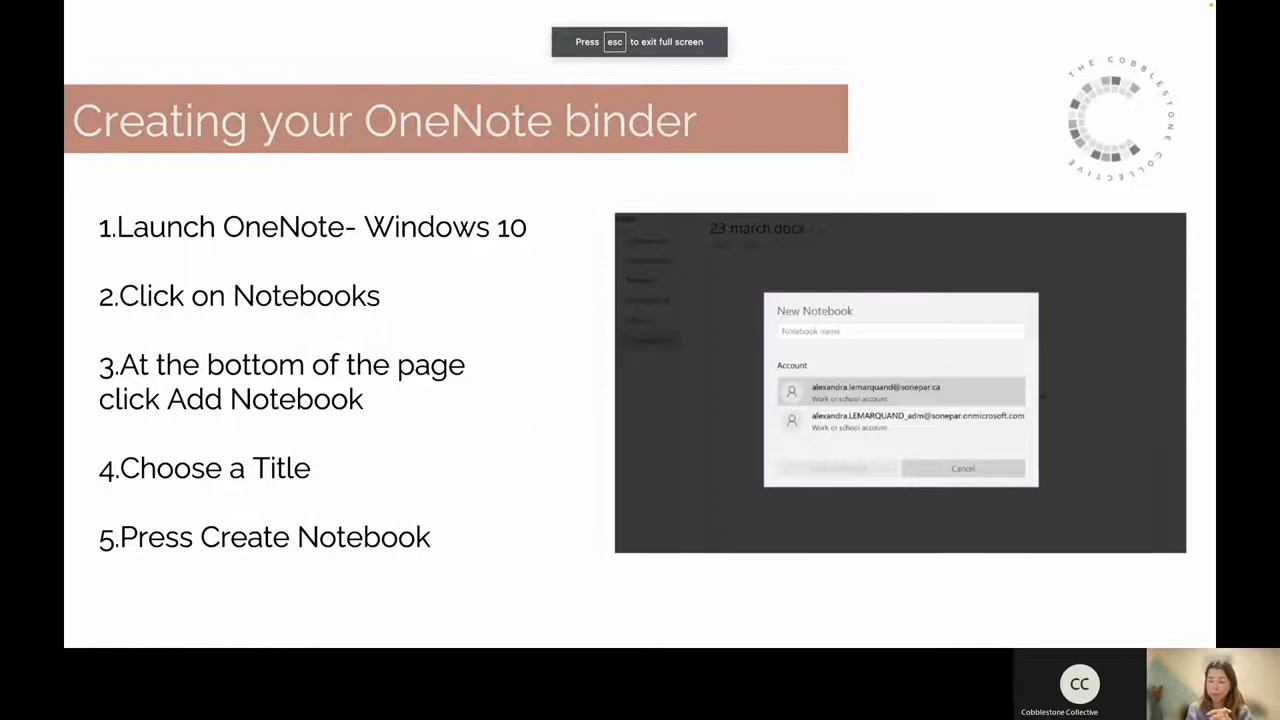 Press esc to exit full screen
THE COBBLESTONE COLLECTIVE
Creating your OneNote binder
1.Launch OneNote- Windows 10
2.Click on Notebooks
3.At the bottom of the page
click Add Notebook
4.Choose a Title
5.Press Create Notebook
23 march.docx
New Notebook
Notebook name
Account
alexandra.lemarquand@sonepar.ca
Work or school account
alexandra.LEMARQUAND_adm@sonepar.onmicrosoft.com
Work or school account
Cancel
CC
Cobblestone Collective